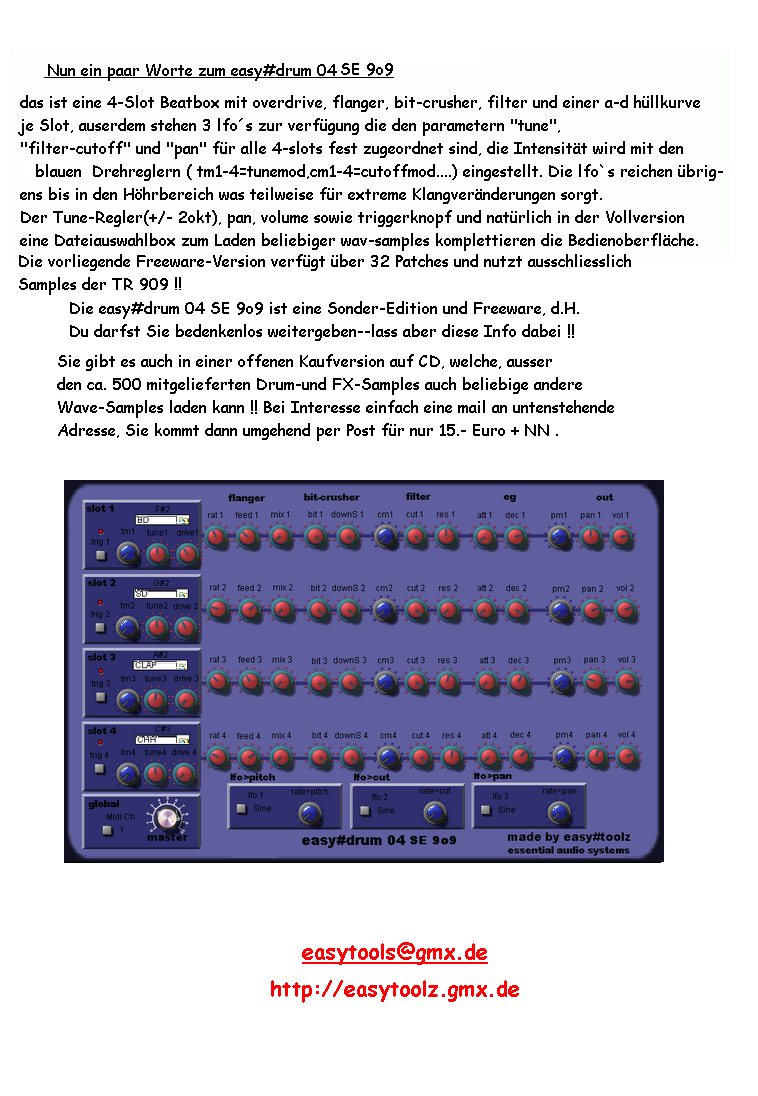 Nun ein paar Worte zum easy#drum 04 SE 9o9
das ist eine 4-Slot Beatbox mit overdrive, flanger, bit-crusher, filter und einer a-d hüllkurve
je Slot, auserdem stehen 3 lfo´s zur verfügung die den parametern "tune",
"filter-cutoff" und "pan" für alle 4-slots fest zugeordnet sind, die Intensität wird mit den
blauen Drehreglern ( tm1-4=tunemod,cm1-4=cutoffmod....) eingestellt. Die lfo`s reichen übrig-
ens bis in den Höhrbereich was teilweise für extreme Klangveränderungen sorgt.
Der Tune-Regler(+/- 2okt), pan, volume sowie triggerknopf und natürlich in der Vollversion
eine Dateiauswahlbox zum Laden beliebiger wav-samples komplettieren die Bedienoberfläche.
Die vorliegende Freeware-Version verfügt über 32 Patches und nutzt ausschliesslich
Samples der TR 909 !!
Die easy#drum 04 SE 9o9 ist eine Sonder-Edition und Freeware, d.H.
Du darfst Sie bedenkenlos weitergeben--lass aber diese Info dabei !!
Sie gibt es auch in einer offenen Kaufversion auf CD, welche, ausser
den ca. 500 mitgelieferten Drum-und FX-Samples auch beliebige andere
Wave-Samples laden kann !! Bei Interesse einfach eine mail an untenstehende
Adresse, Sie kommt dann umgehend per Post für nur 15.- Euro + NN .
flanger bit-crusher filter eg out
slot 1 F#2
BD
trig 1 tm1 tune1 drive1 rat 1 feed 1 mix 1 bit 1 downS 1 cm1 cut 1 res 1 att 1 dec 1 pm1 pan 1 vol 1
slot 2 G#2
SD
trig 2 tm2 tune2 drive 2 rat 2 feed 2 mix 2 bit 2 downS 2 cm2 cut 2 res 2 att 2 dec 2 pm2 pan 2 vol 2
slot 3 A#2
CLAP
trig 3 tm3 tune3 drive 3 rat 3 feed 3 mix 3 bit 3 downS 3 cm3 cut 3 res 3 att 3 dec 3 pm3 pan 3 vol 3
slot 4 C#3
CHH
trig 4 tm4 tune4 drive 4 rat 4 feed 4 mix 4 bit 4 downS 4 cm4 cut 4 res 4 att 4 dec 4 pm4 pan 4 vol 4
lfo>pitch lfo>cut lfo>pan
lfo 1 rate>pitch lfo 2 rate>cut lfo 3 rate>pan
Sine Sine Sine
global
Midi Ch
1
master
easy#drum 04 SE 9o9
made by easy#toolz
essential audio systems
easytools@gmx.de
http://easytoolz.gmx.de